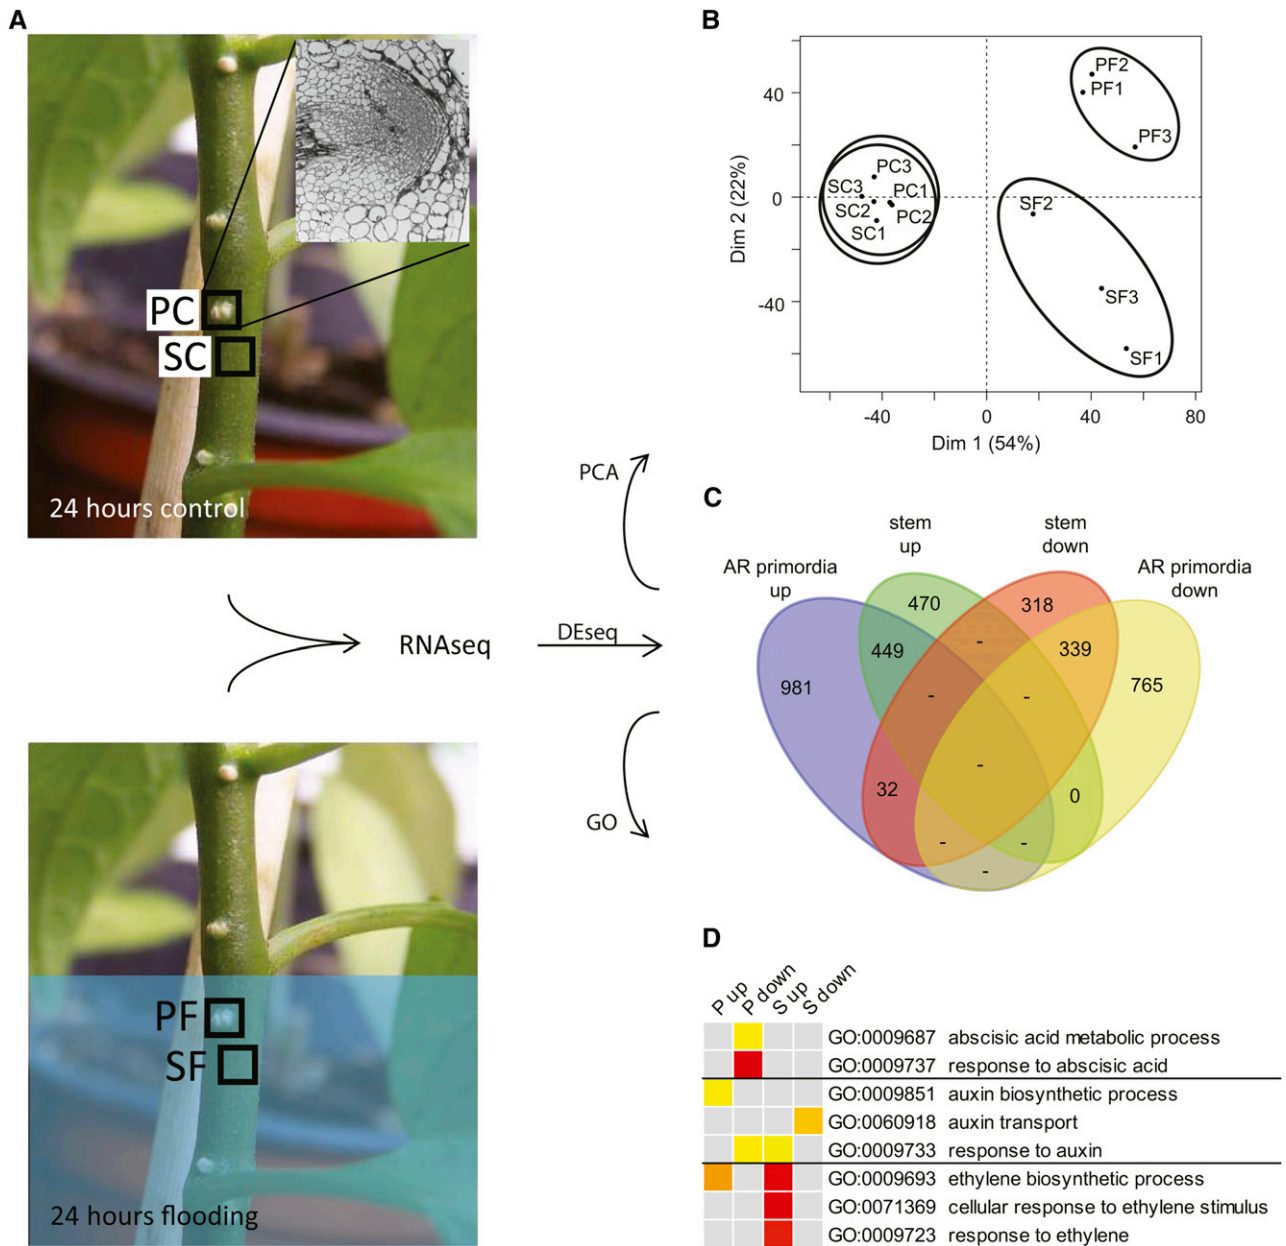 A
PC
SC
24 hours control
PF
SF
24 hours flooding
RNAseq
DEseq
PCA
GO
B
PF2
PF1
PF3
PC3
SC3
PC1
SC2
PC2
SC1
SF2
SF3
SF1
40
0
-40
-40
0
40
80
Dim 2 (22%)
Dim 1 (54%)
C
stem
up
stem
down
AR primordia
up
AR primordia
down
470
318
-
449
339
981
-
-
765
-
32
0
-
-
-
D
P up
P down
S up
S down
GO:0009687 abscisic acid metabolic process
GO:0009737 response to abscisic acid
GO:0009851 auxin biosynthetic process
GO:0060918 auxin transport
GO:0009733 response to auxin
GO:0009693 ethylene biosynthetic process
GO:0071369 cellular response to ethylene stimulus
GO:0009723 response to ethylene